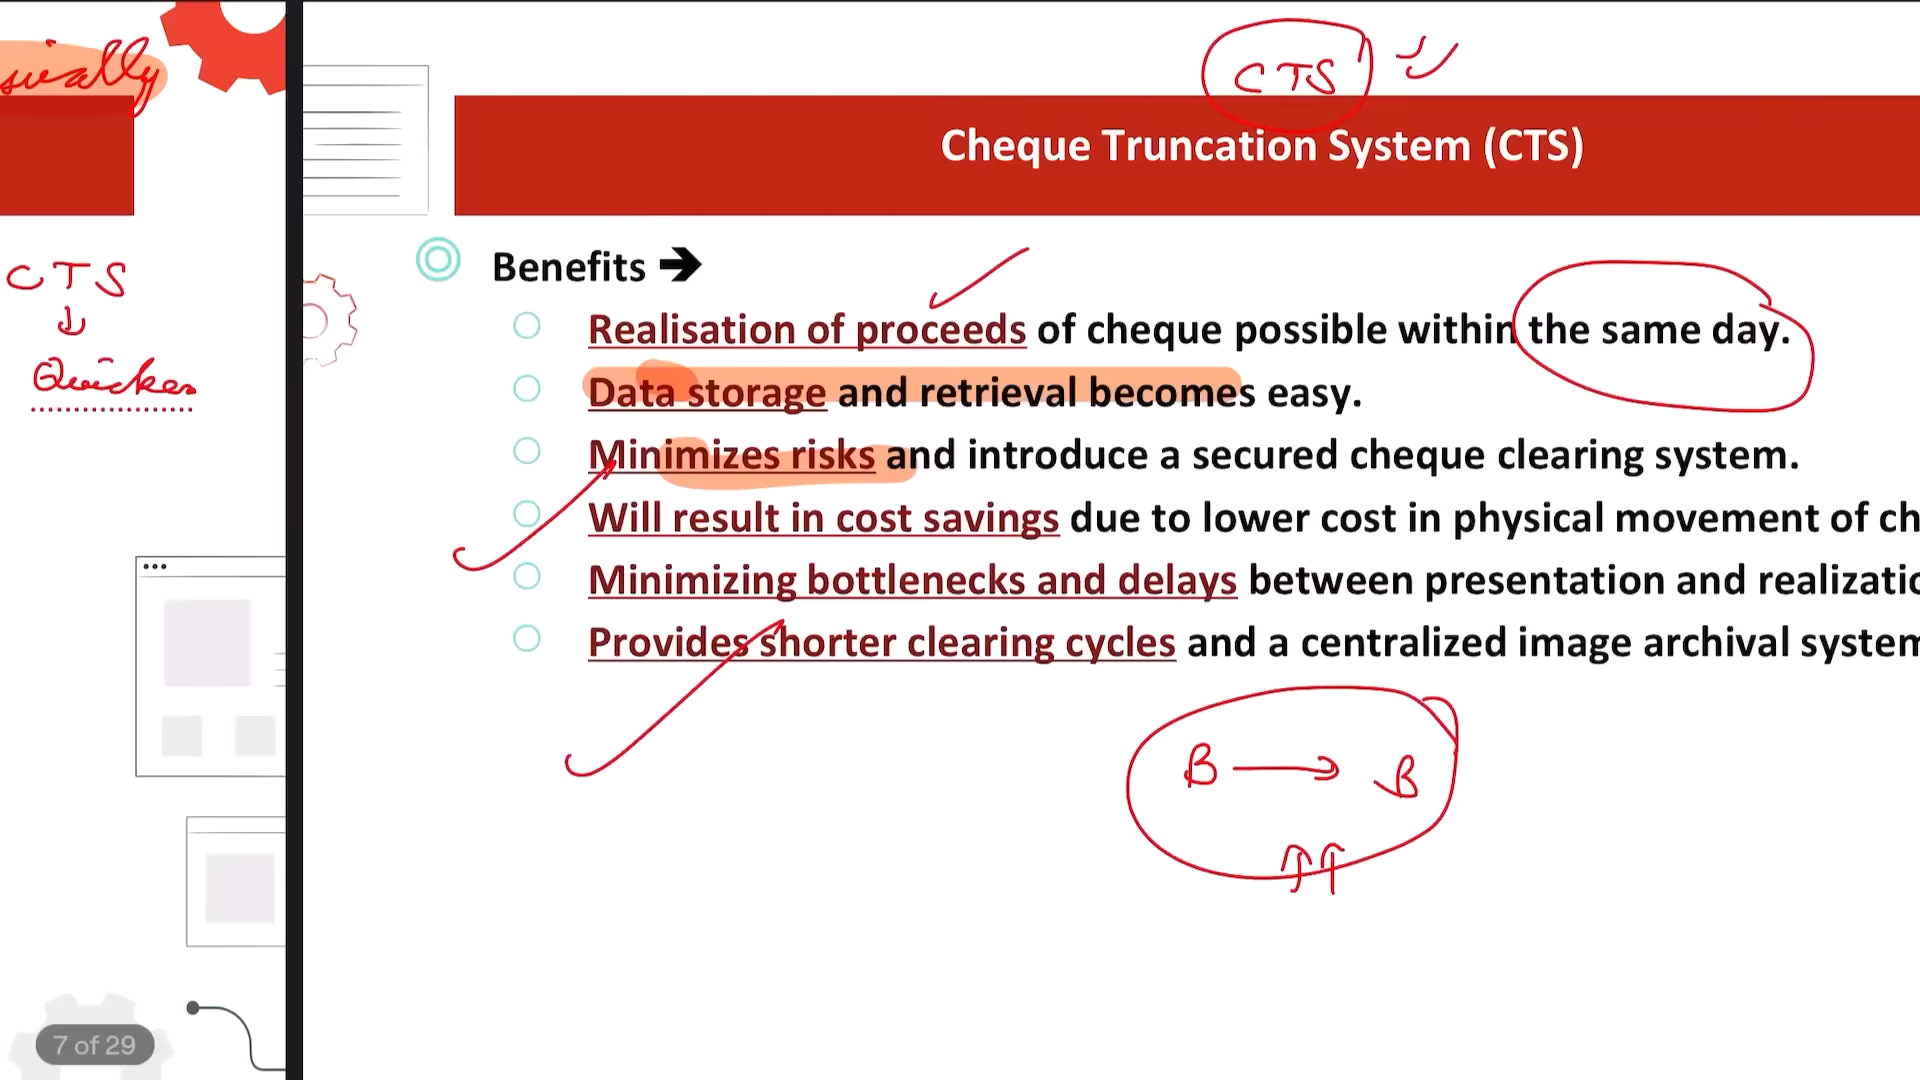 CTS
Cheque Truncation System (CTS)
CTS
Quicker
Benefits ➔
Realisation of proceeds of cheque possible within the same day.
Data storage and retrieval becomes easy.
Minimizes risks and introduce a secured cheque clearing system.
Will result in cost savings due to lower cost in physical movement of ch
Minimizing bottlenecks and delays between presentation and realizatio
Provides shorter clearing cycles and a centralized image archival system
B → B
↑↑
7 of 29